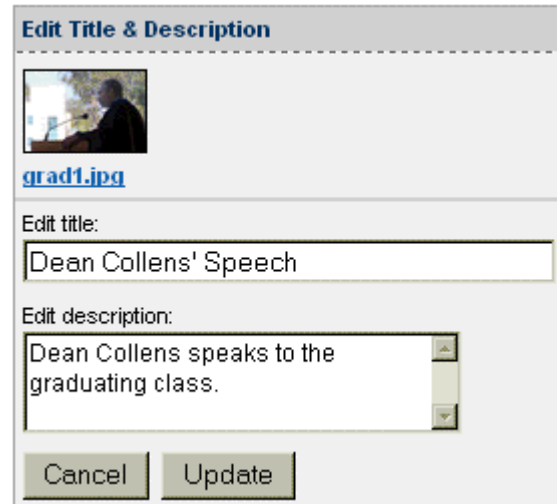 Edit Title & Description
grad1.jpg
Edit title:
Dean Collens' Speech
Edit description:
Dean Collens speaks to the
graduating class.
Cancel Update